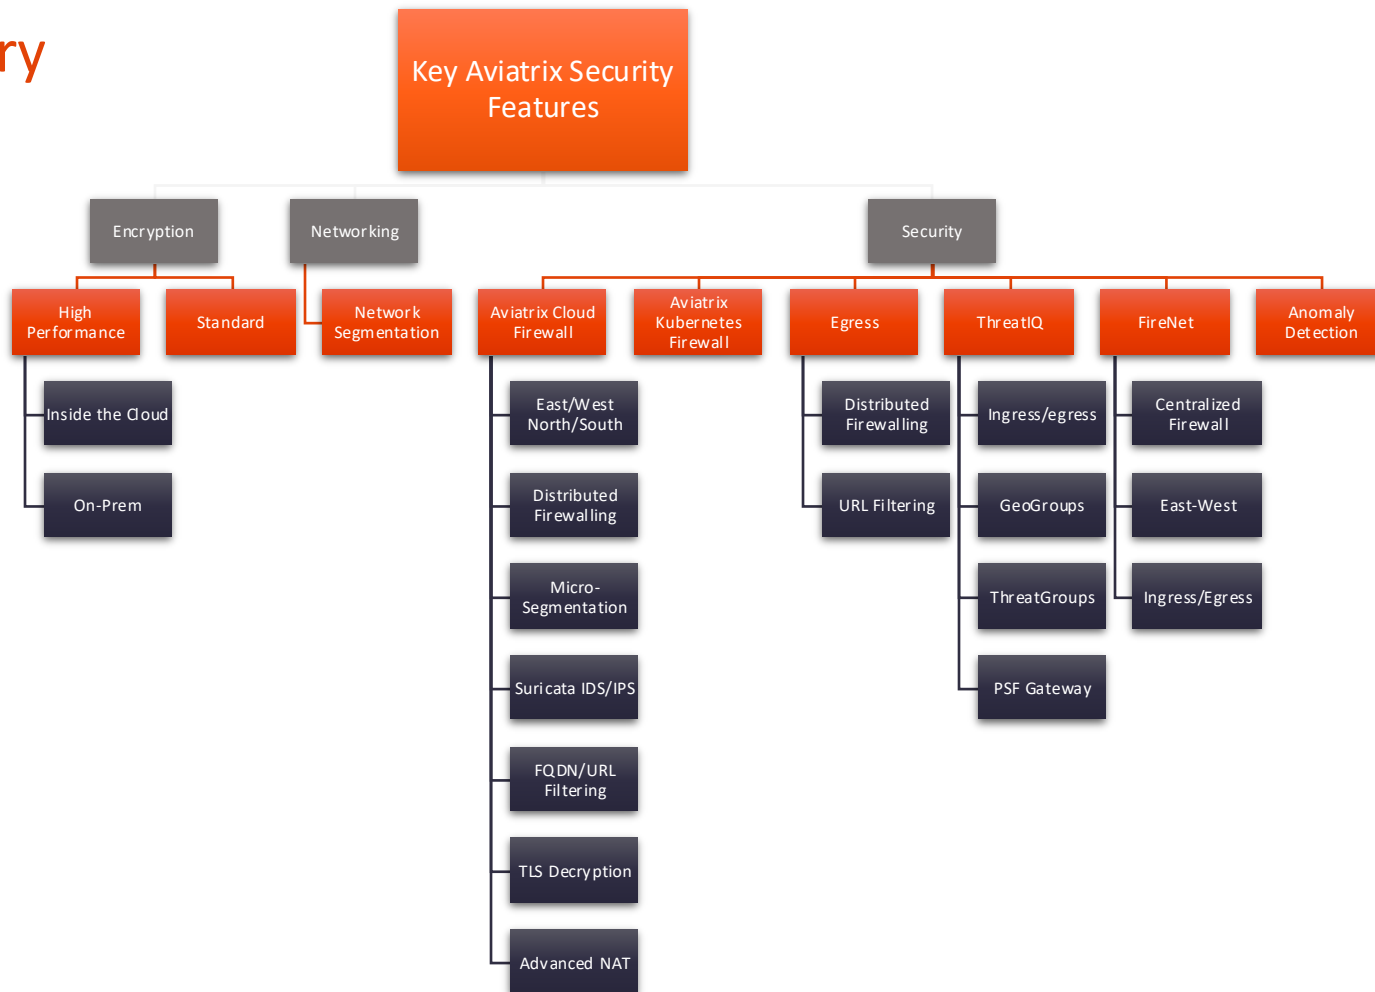 ry
Key Aviatrix Security
Features
Encryption
Networking
Security
High
Performance
Standard
Network
Segmentation
Aviatrix Cloud
Firewall
Aviatrix
Kubernetes
Firewall
Egress
ThreatIQ
FireNet
Anomaly
Detection
Inside the Cloud
On-Prem
East/West
North/South
Distributed
Firewalling
Micro-
Segmentation
Suricata IDS/IPS
FQDN/URL
Filtering
TLS Decryption
Advanced NAT
Distributed
Firewalling
URL Filtering
Ingress/egress
GeoGroups
ThreatGroups
PSF Gateway
Centralized
Firewall
East-West
Ingress/Egress